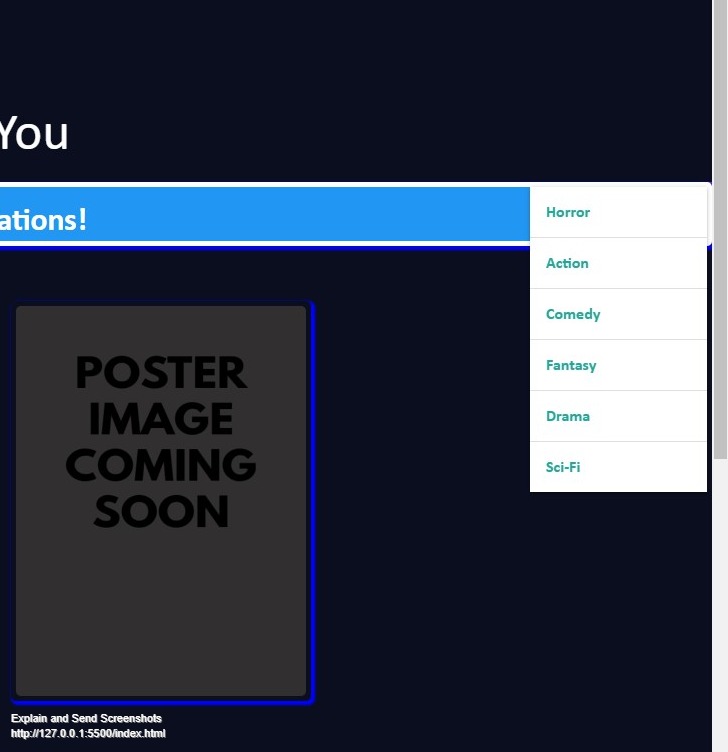 You
ations!
Horror
Action
Comedy
Fantasy
Drama
Sci-Fi
POSTER
IMAGE
COMING
SOON
Explain and Send Screenshots
http://127.0.0.1:5500/index.html